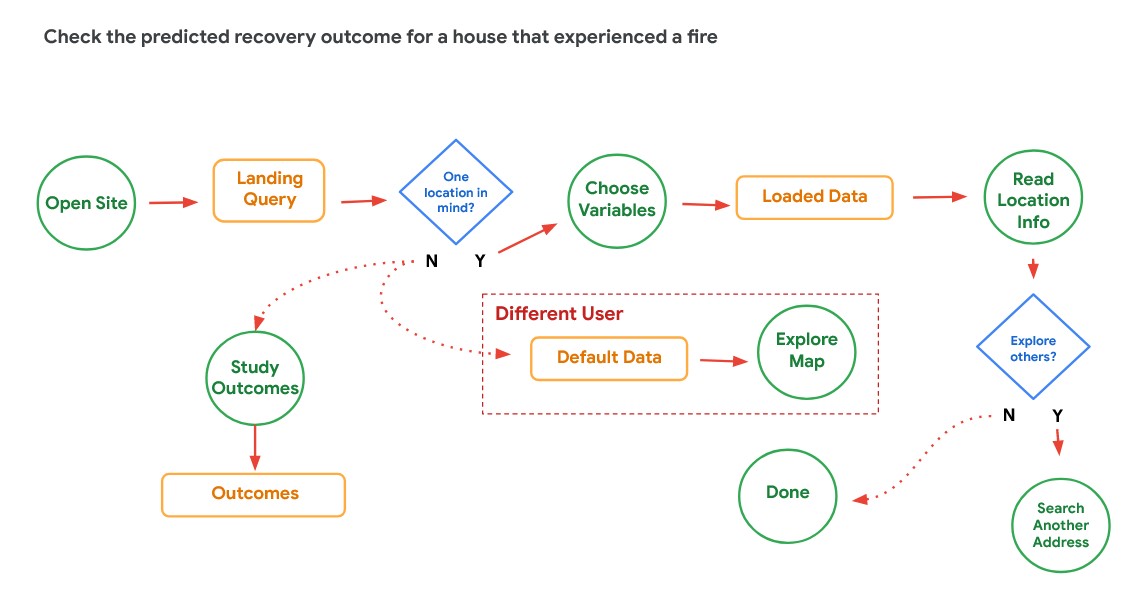 Check the predicted recovery outcome for a house that experienced a fire
Open Site
Landing
Query
One
location in
mind?
N
Y
Choose
Variables
Loaded Data
Read
Location
Info
Different User
Default Data
Explore
Map
Study
Outcomes
Outcomes
Explore
others?
N
Y
Done
Search
Another
Address